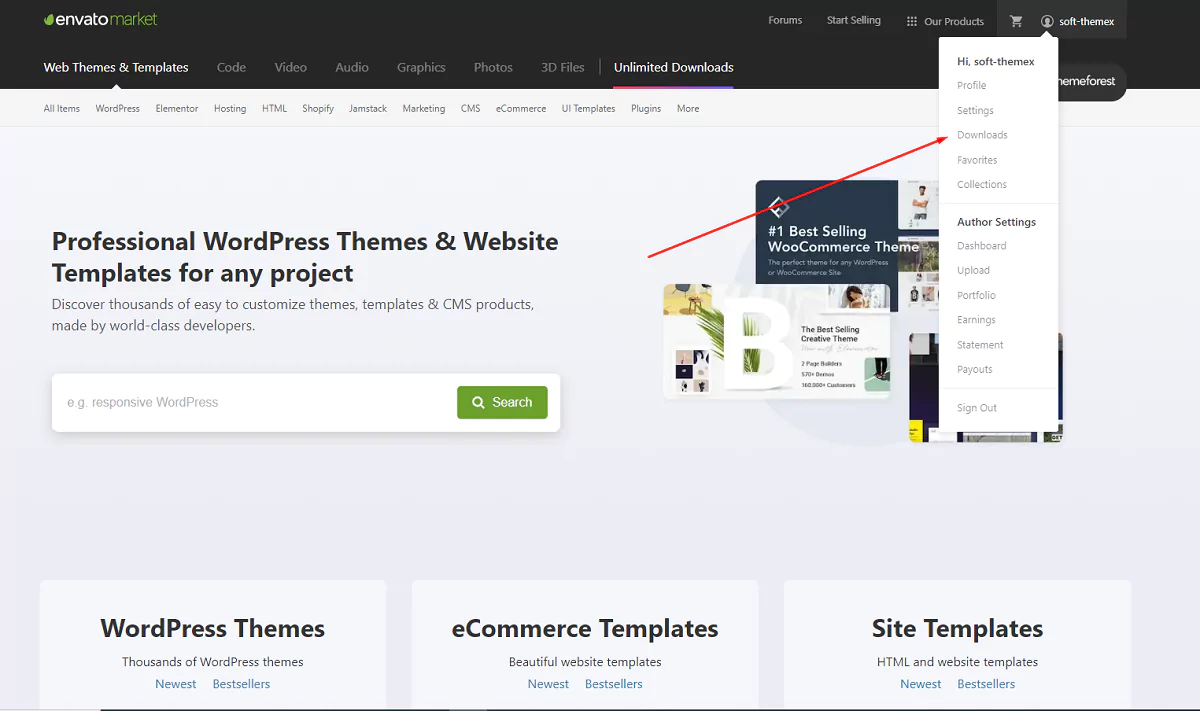 envatomarket
Forums Start Selling Our Products soft-themex
Web Themes & Templates Code Video Audio Graphics Photos 3D Files Unlimited Downloads
hemeforest
All Items WordPress Elementor Hosting HTML Shopify Jamstack Marketing CMS eCommerce UI Templates Plugins More
Hi, soft-themex
Profile
Settings
Downloads
Favorites
Collections
Author Settings
Dashboard
Upload
Portfolio
Earnings
Statement
Payouts
Sign Out
Professional WordPress Themes & Website
Templates for any project
Discover thousands of easy to customize themes, templates & CMS products,
made by world-class developers.
e.g. responsive WordPress
Search
#1 Best Selling
WooCommerce Theme
The perfect theme for any WordPress
or WooCommerce Site
B
The Best Selling
Creative Theme
Now with Elementor
2 Page Builders
570+ Demos
160.000+ Customers
GET
WordPress Themes
Thousands of WordPress themes
Newest Bestsellers
eCommerce Templates
Beautiful website templates
Newest Bestsellers
Site Templates
HTML and website templates
Newest Bestsellers